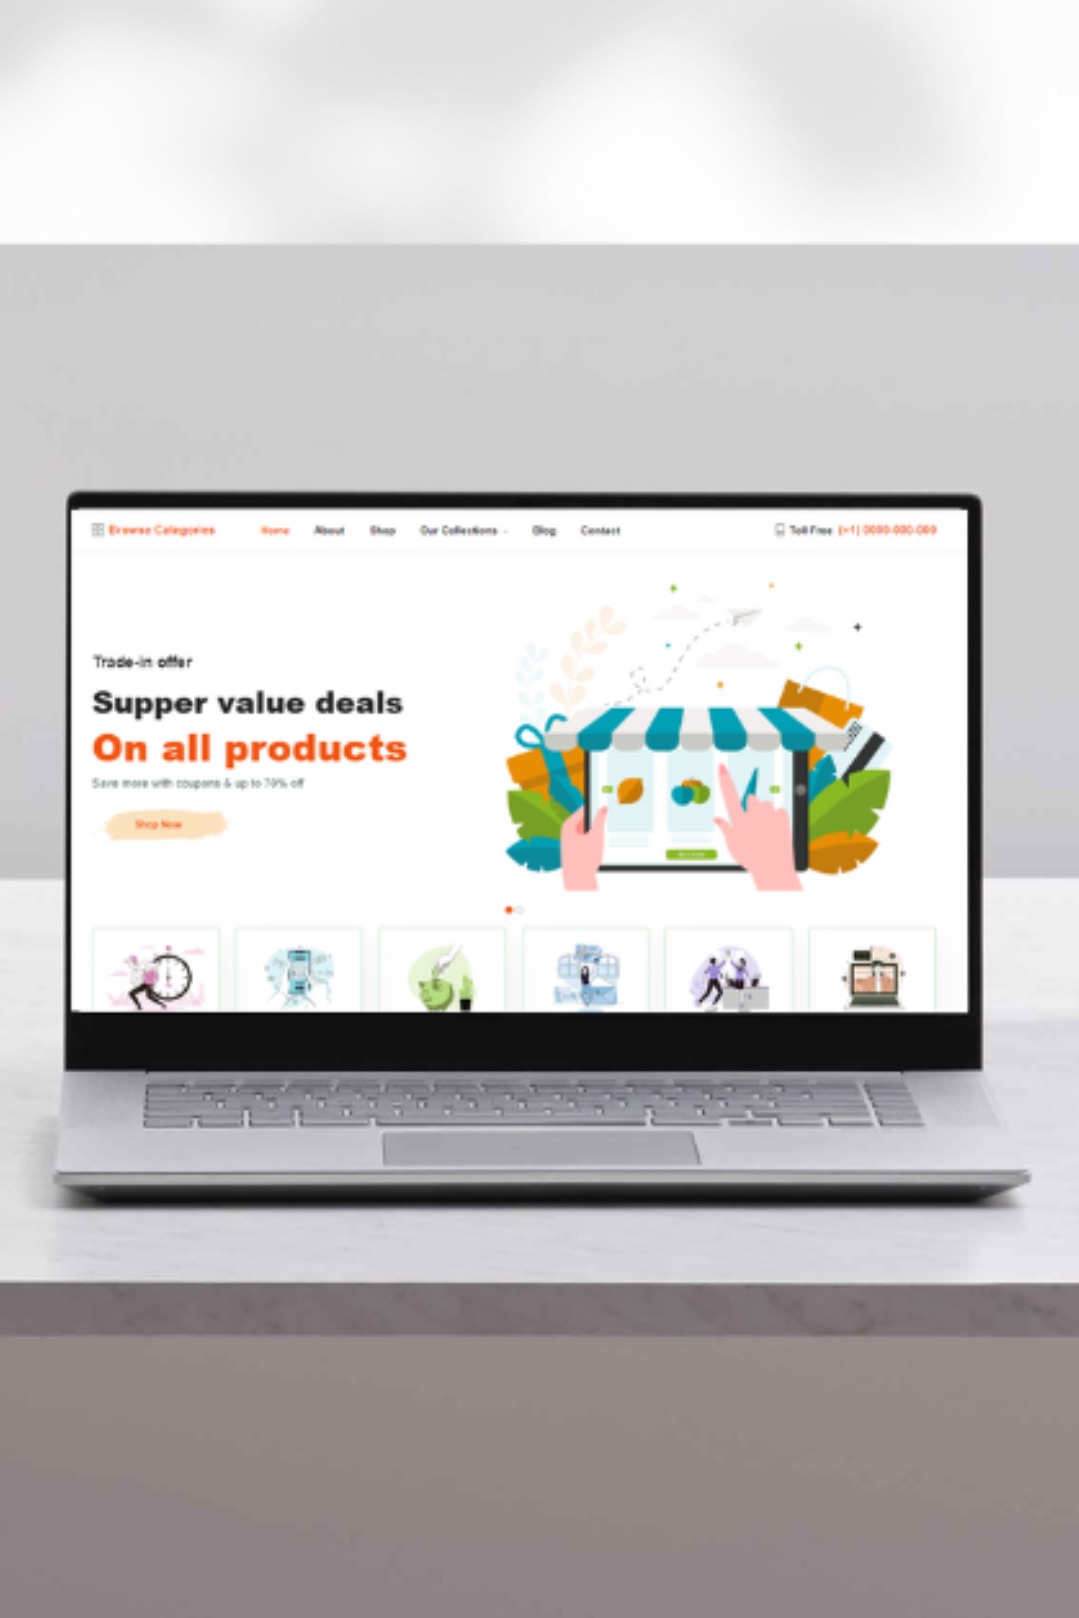 Browse Categories Home About Shop Our Collections Blog Contact Toll Free (+1) 0000-000-000
Trade-in offer
Supper value deals
On all products
Save more with coupons & up to 70% off
Shop Now